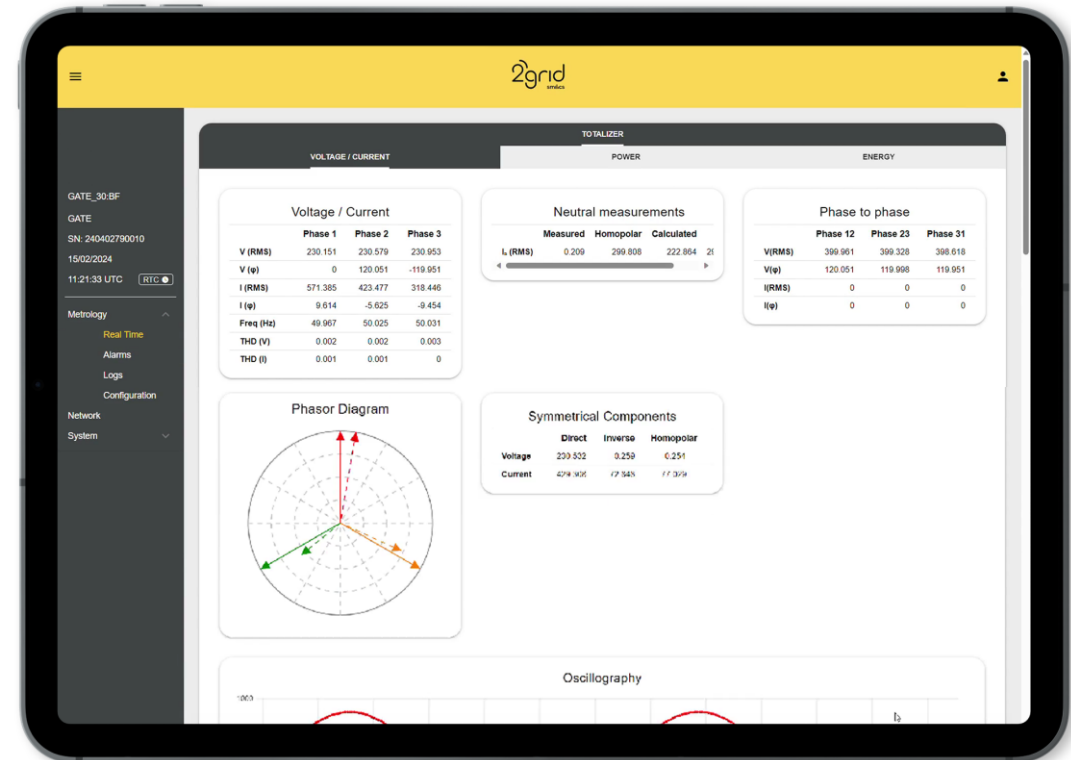 2grid
smilics
TOTALIZER
VOLTAGE / CURRENT POWER ENERGY
GATE_30:BF
GATE
SN: 240402790010
15/02/2024
11:21:33 UTC RTC
Metrology
Real Time
Alarms
Logs
Configuration
Network
System
Voltage / Current
Phase 1 Phase 2 Phase 3
V (RMS) 230.151 230.579 230.953
V (φ) 0 120.051 -119.951
I (RMS) 571.385 423.477 318.446
I (φ) 9.614 -5.625 -9.454
Freq (Hz) 49.967 50.025 50.031
THD (V) 0.002 0.002 0.003
THD (I) 0.001 0.001 0
Neutral measurements
Measured Homopolar Calculated
Iₙ (RMS) 0.209 299.808 222.864
Phase to phase
Phase 12 Phase 23 Phase 31
V(RMS) 399.961 399.328 398.618
V(φ) 120.051 119.998 119.951
I(RMS) 0 0 0
I(φ) 0 0 0
Phasor Diagram
Symmetrical Components
Direct Inverse Homopolar
Voltage 0.259
Current
Oscillography
1000